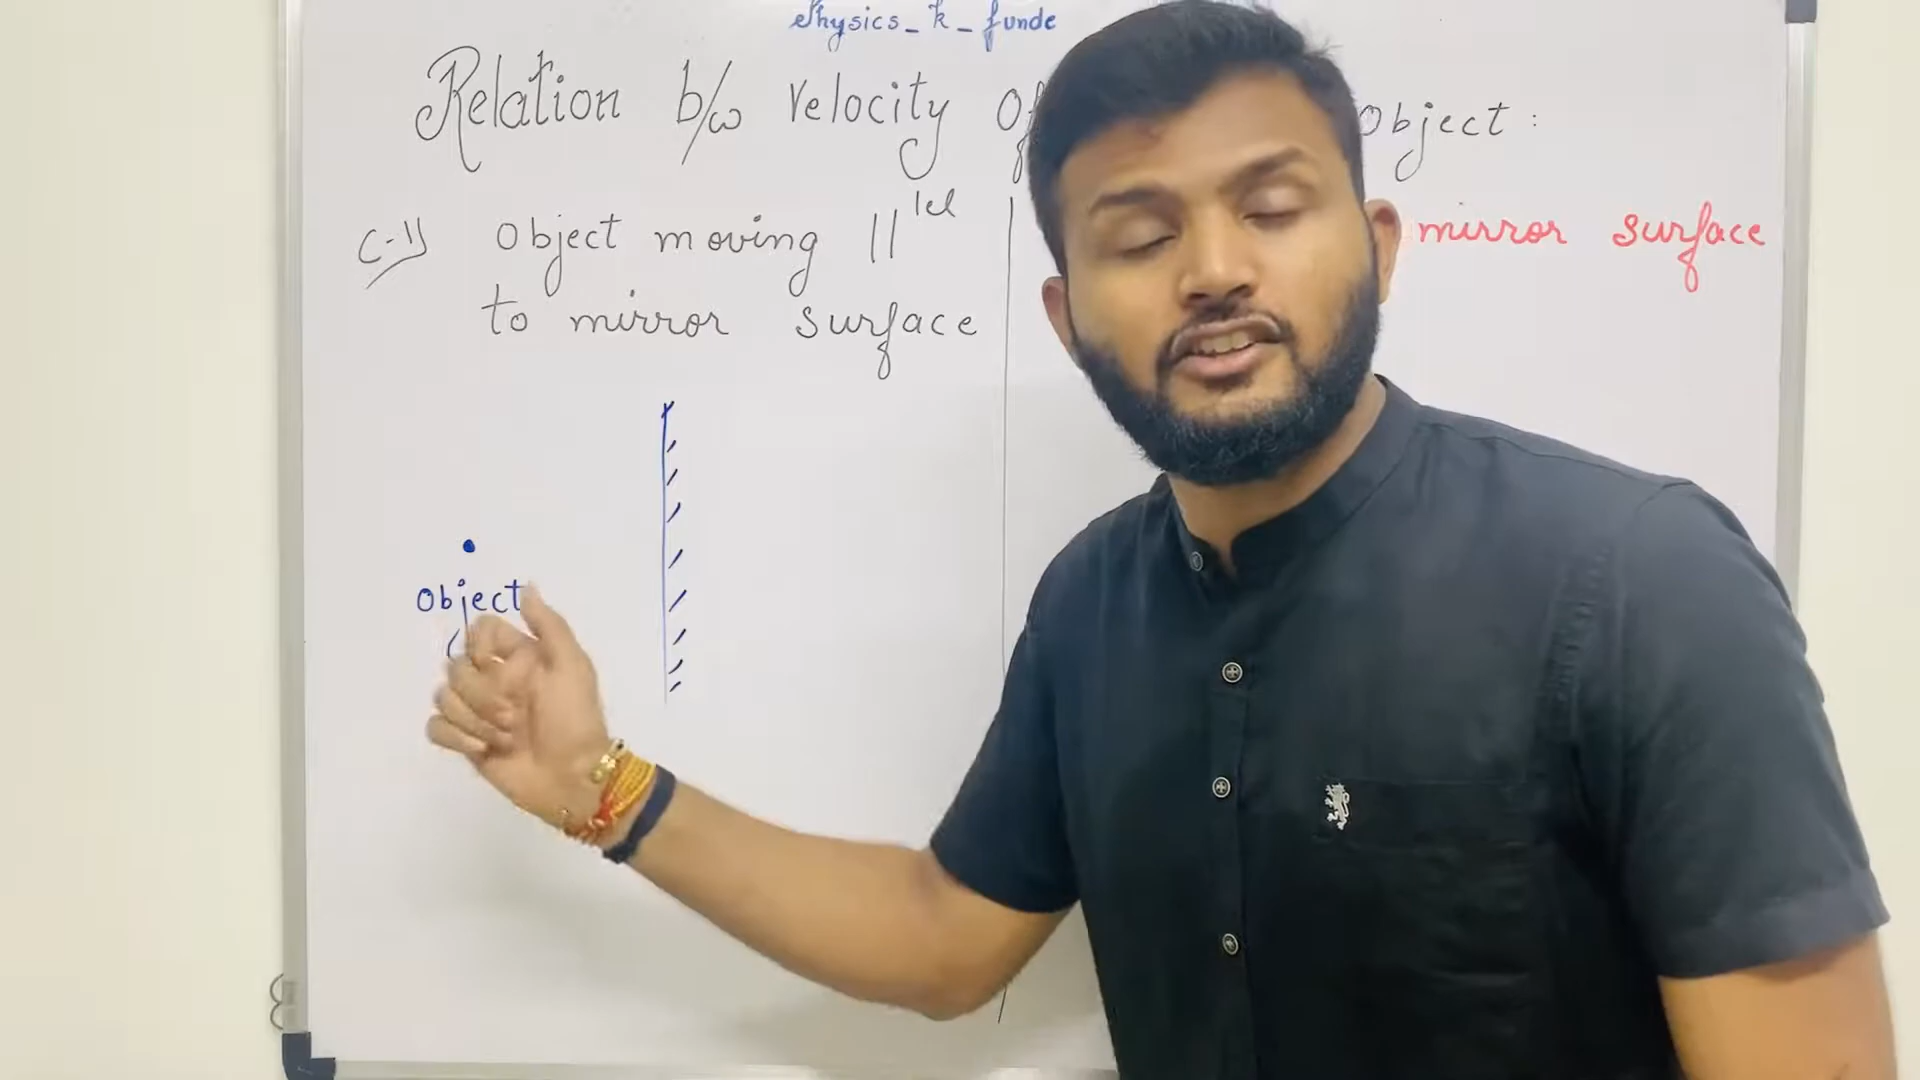 Physics_k_funde
Relation b/w velocity of object:
C-1) object moving ||lel
to mirror surface
mirror surface
object